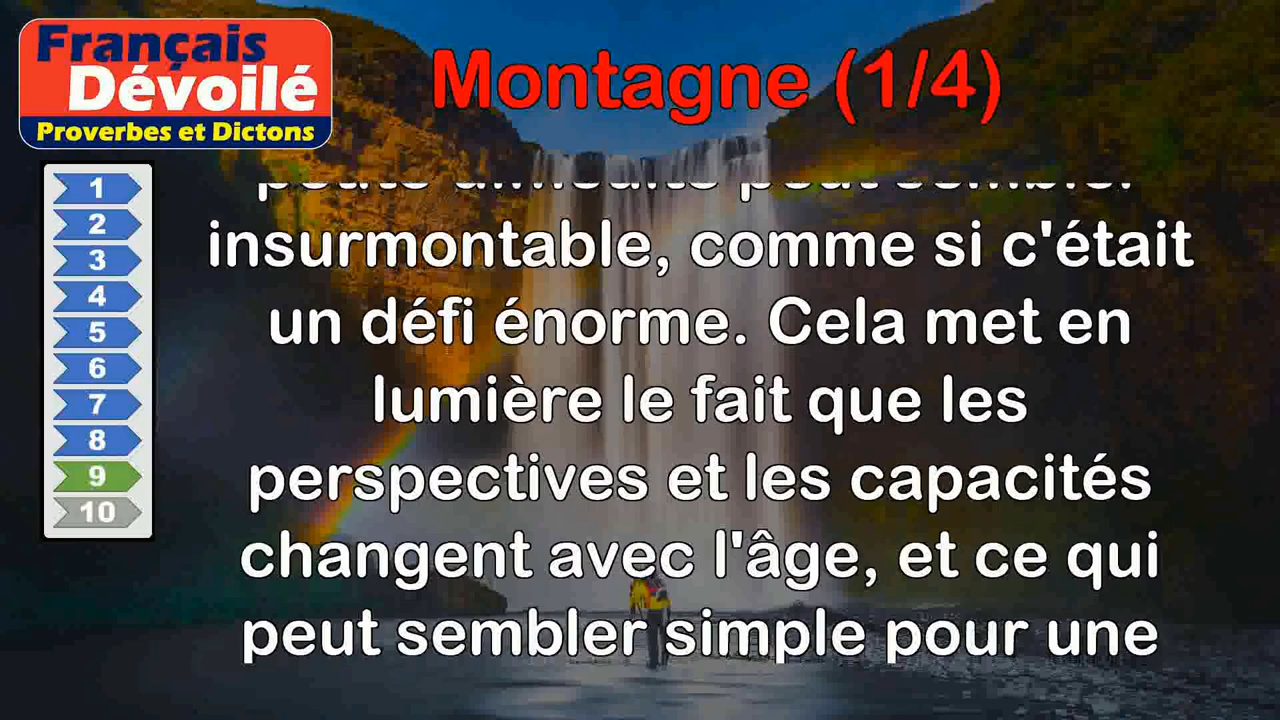 Français
Dévoilé
Proverbes et Dictons
Montagne (1/4)
1
2
3
4
5
6
7
8
9
10
insurmontable, comme si c'était
un défi énorme. Cela met en
lumière le fait que les
perspectives et les capacités
changent avec l'âge, et ce qui
peut sembler simple pour une